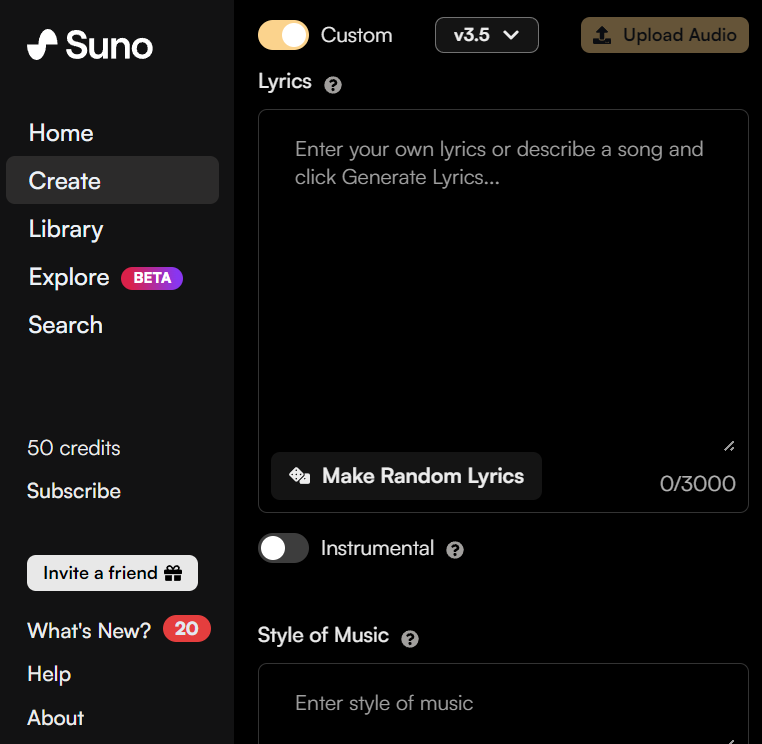 Suno
Home
Create
Library
Explore BETA
Search
50 credits
Subscribe
Invite a friend
What's New? 20
Help
About
Custom
v3.5
Upload Audio
Lyrics ?
Enter your own lyrics or describe a song and
click Generate Lyrics...
Make Random Lyrics
0/3000
Instrumental ?
Style of Music ?
Enter style of music